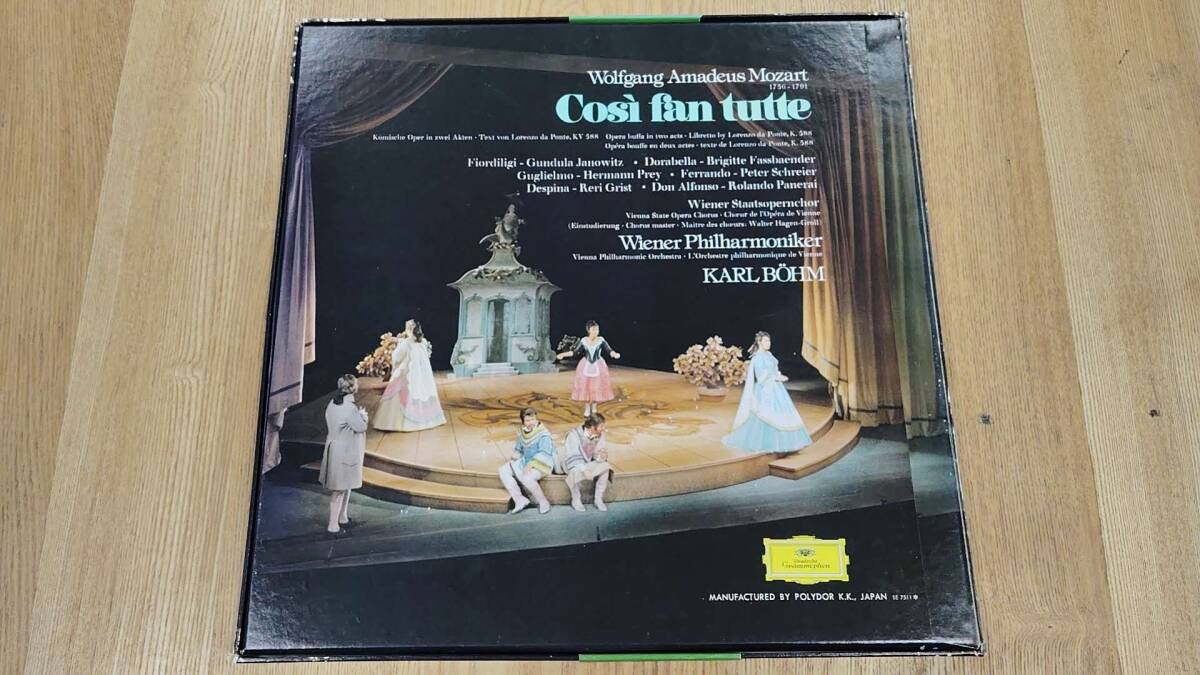 Wolfgang Amadeus Mozart
1756-1791
Così fan tutte
Komische Oper in zwei Akten · Text von Lorenzo da Ponte, KV 588 Opera buffa in two acts · Libretto by Lorenzo da Ponte, K. 588
Opéra bouffe en deux actes · texte de Lorenzo da Ponte, K. 588
Fiordiligi - Gundula Janowitz • Dorabella - Brigitte Fassbaender
Guglielmo - Hermann Prey • Ferrando - Peter Schreier
Despina - Reri Grist • Don Alfonso - Rolando Panerai
Wiener Staatsopernchor
Vienna State Opera Chorus · Chœur de l'Opéra de Vienne
(Einstudierung · Chorus master · Maître des chœurs: Walter Hagen-Groll)
Wiener Philharmoniker
Vienna Philharmonic Orchestra · L'Orchestre philharmonique de Vienne
KARL BÖHM
Deutsche
Grammophon
MANUFACTURED BY POLYDOR K.K., JAPAN SE 7511